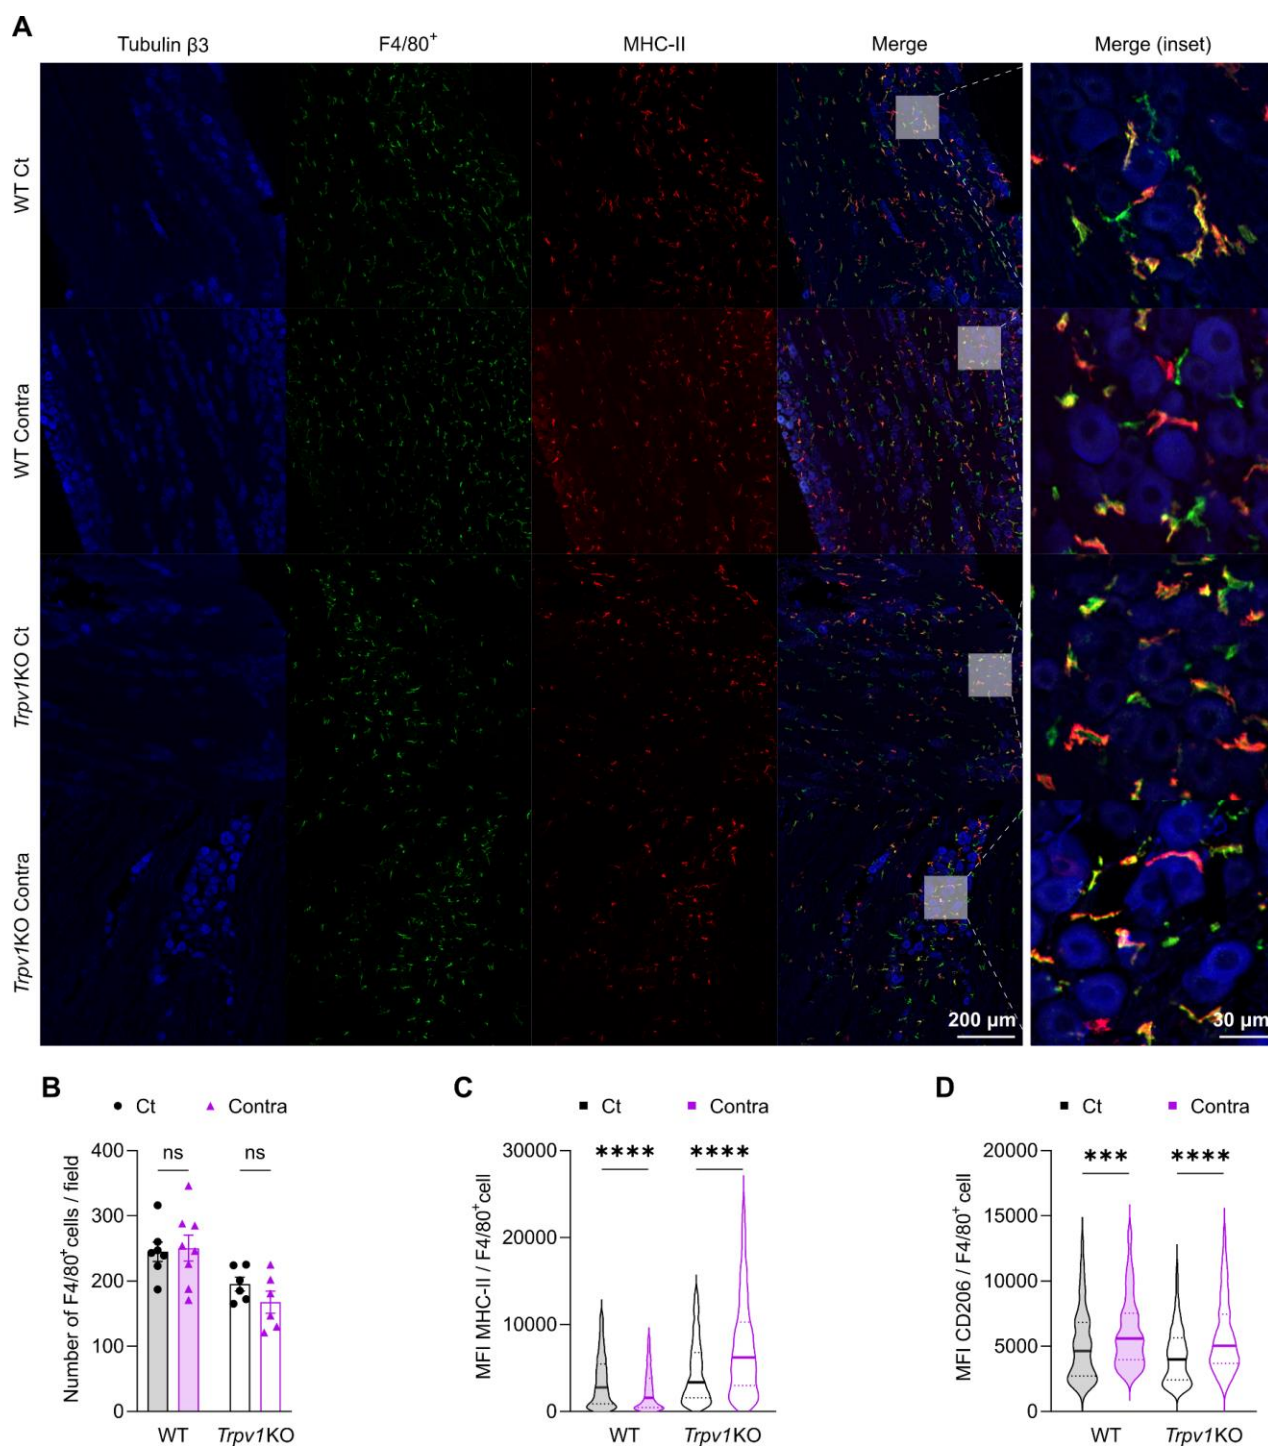 A
Tubulin β3
F4/80⁺
MHC-II
Merge
Merge (inset)
WT Ct
WT Contra
Trpv1KO Ct
Trpv1KO Contra
200 µm
30 µm
B
Ct
Contra
Number of F4/80⁺cells / field
400
300
200
100
0
ns
ns
WT
Trpv1KO
C
Ct
Contra
MFI MHC-II / F4/80⁺cell
30000
20000
10000
0
****
****
WT
Trpv1KO
D
Ct
Contra
MFI CD206 / F4/80⁺cell
20000
15000
10000
5000
0
***
****
WT
Trpv1KO